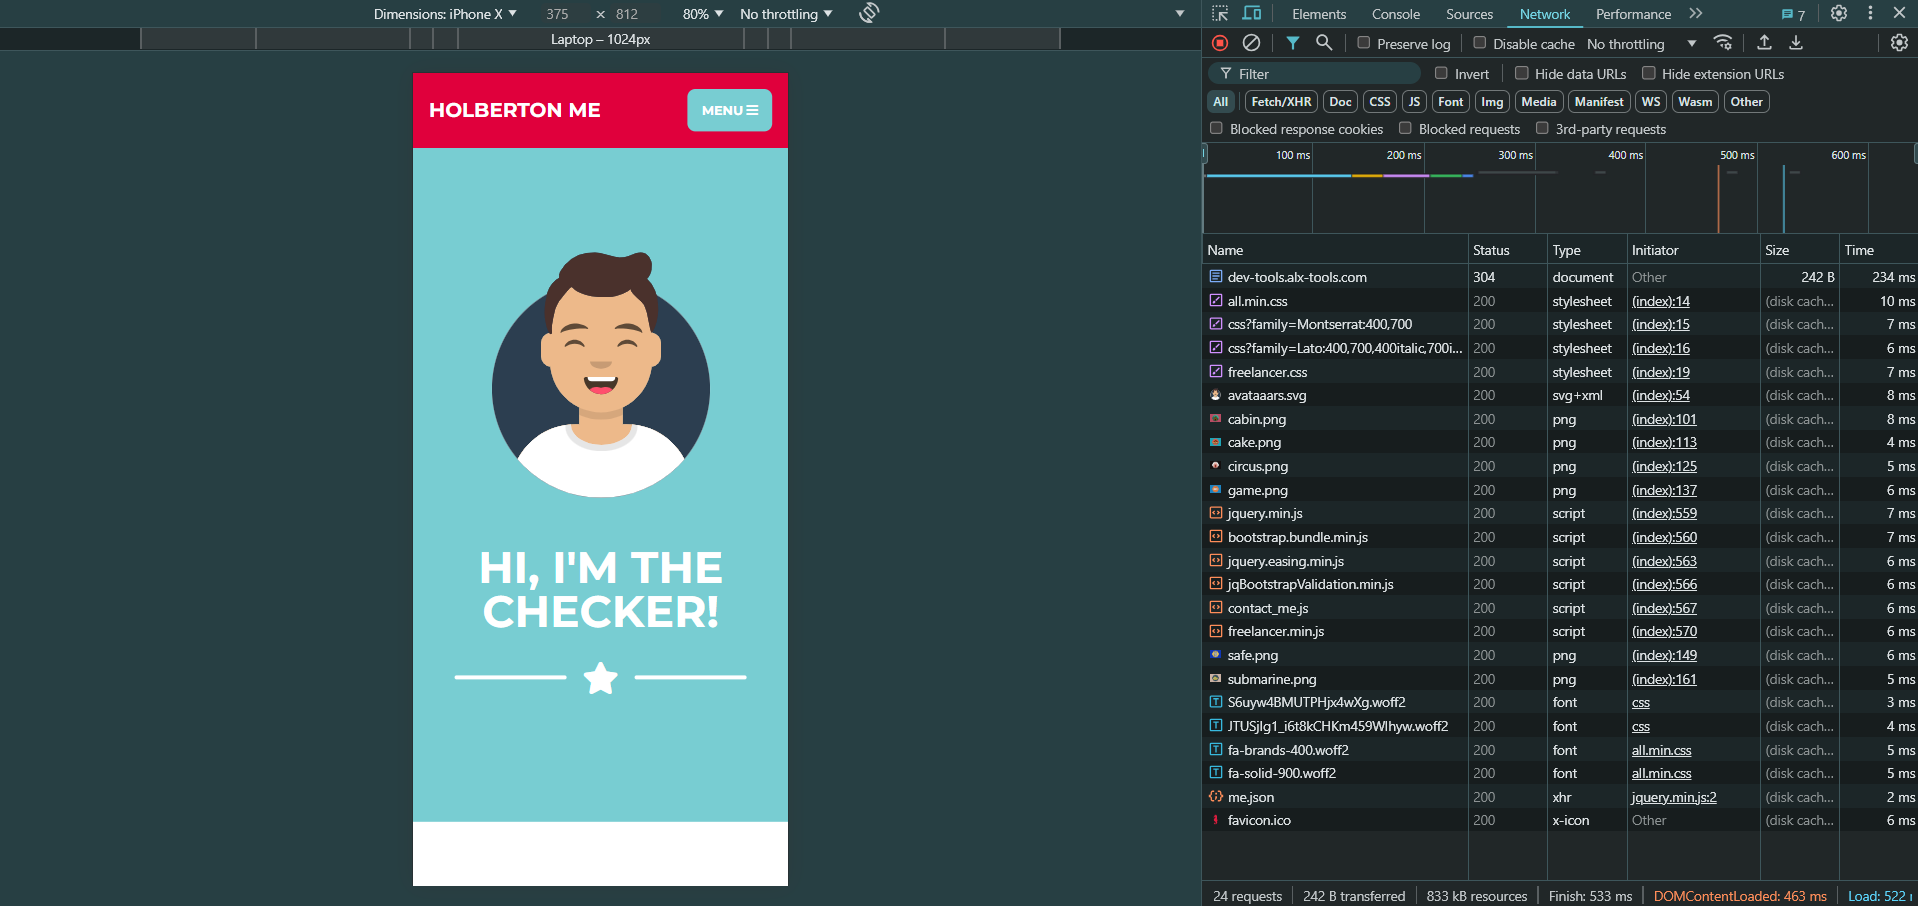 Dimensions: iPhone X 375 × 812 80% No throttling
Laptop – 1024px
HOLBERTON ME
MENU
HI, I'M THE
CHECKER!
Elements Console Sources Network Performance 7
Preserve log Disable cache No throttling
Filter Invert Hide data URLs Hide extension URLs
All Fetch/XHR Doc CSS JS Font Img Media Manifest WS Wasm Other
Blocked response cookies Blocked requests 3rd-party requests
100 ms 200 ms 300 ms 400 ms 500 ms 600 ms
Name Status Type Initiator Size Time
dev-tools.alx-tools.com 304 document Other 242 B 234 ms
all.min.css 200 stylesheet (index):14 (disk cach... 10 ms
css?family=Montserrat:400,700 200 stylesheet (index):15 (disk cach... 7 ms
css?family=Lato:400,700,400italic,700i... 200 stylesheet (index):16 (disk cach... 6 ms
freelancer.css 200 stylesheet (index):19 (disk cach... 7 ms
avataaars.svg 200 svg+xml (index):54 (disk cach... 8 ms
cabin.png 200 png (index):101 (disk cach... 8 ms
cake.png 200 png (index):113 (disk cach... 4 ms
circus.png 200 png (index):125 (disk cach... 5 ms
game.png 200 png (index):137 (disk cach... 6 ms
jquery.min.js 200 script (index):559 (disk cach... 7 ms
bootstrap.bundle.min.js 200 script (index):560 (disk cach... 7 ms
jquery.easing.min.js 200 script (index):563 (disk cach... 6 ms
jqBootstrapValidation.min.js 200 script (index):566 (disk cach... 6 ms
contact_me.js 200 script (index):567 (disk cach... 6 ms
freelancer.min.js 200 script (index):570 (disk cach... 6 ms
safe.png 200 png (index):149 (disk cach... 6 ms
submarine.png 200 png (index):161 (disk cach... 5 ms
S6uyw4BMUTPHjx4wXg.woff2 200 font css (disk cach... 3 ms
JTUSjIg1_i6t8kCHKm459Wlhyw.woff2 200 font css (disk cach... 4 ms
fa-brands-400.woff2 200 font all.min.css (disk cach... 5 ms
fa-solid-900.woff2 200 font all.min.css (disk cach... 5 ms
me.json 200 xhr jquery.min.js:2 (disk cach... 2 ms
favicon.ico 200 x-icon Other (disk cach... 6 ms
24 requests 242 B transferred 833 kB resources Finish: 533 ms DOMContentLoaded: 463 ms Load: 522